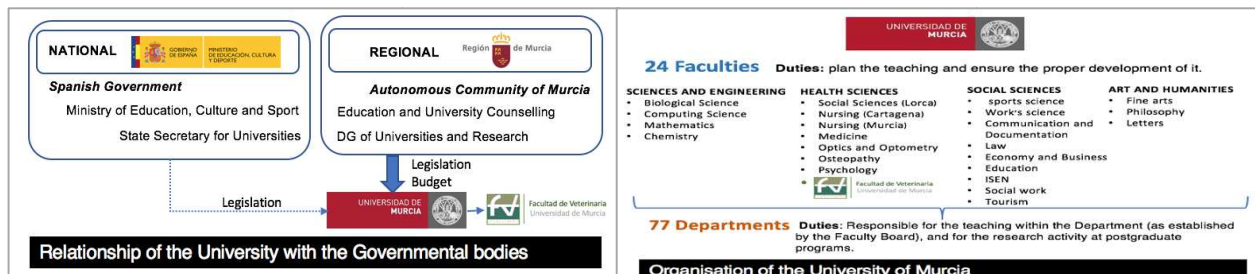 NATIONAL
GOBIERNO
DE ESPAÑA
MINISTERIO
DE EDUCACIÓN, CULTURA
Y DEPORTE
Spanish Government
Ministry of Education, Culture and Sport
State Secretary for Universities
REGIONAL
Región de Murcia
Autonomous Community of Murcia
Education and University Counselling
DG of Universities and Research
Legislation
Budget
Legislation
UNIVERSIDAD DE
MURCIA
Facultad de Veterinaria
Universidad de Murcia
Relationship of the University with the Governmental bodies
UNIVERSIDAD DE
MURCIA
24 Faculties Duties: plan the teaching and ensure the proper development of it.
SCIENCES AND ENGINEERING
• Biological Science
• Computing Science
• Mathematics
• Chemistry
HEALTH SCIENCES
• Social Sciences (Lorca)
• Nursing (Cartagena)
• Nursing (Murcia)
• Medicine
• Optics and Optometry
• Osteopathy
• Psychology
• Facultad de Veterinaria
Universidad de Murcia
SOCIAL SCIENCES
• sports science
• Work's science
• Communication and
Documentation
• Law
• Economy and Business
• Education
• ISEN
• Social work
• Tourism
ART AND HUMANITIES
• Fine arts
• Philosophy
• Letters
77 Departments Duties: Responsible for the teaching within the Department (as established
by the Faculty Board), and for the research activity at postgraduate
programs.
Organisation of the University of Murcia